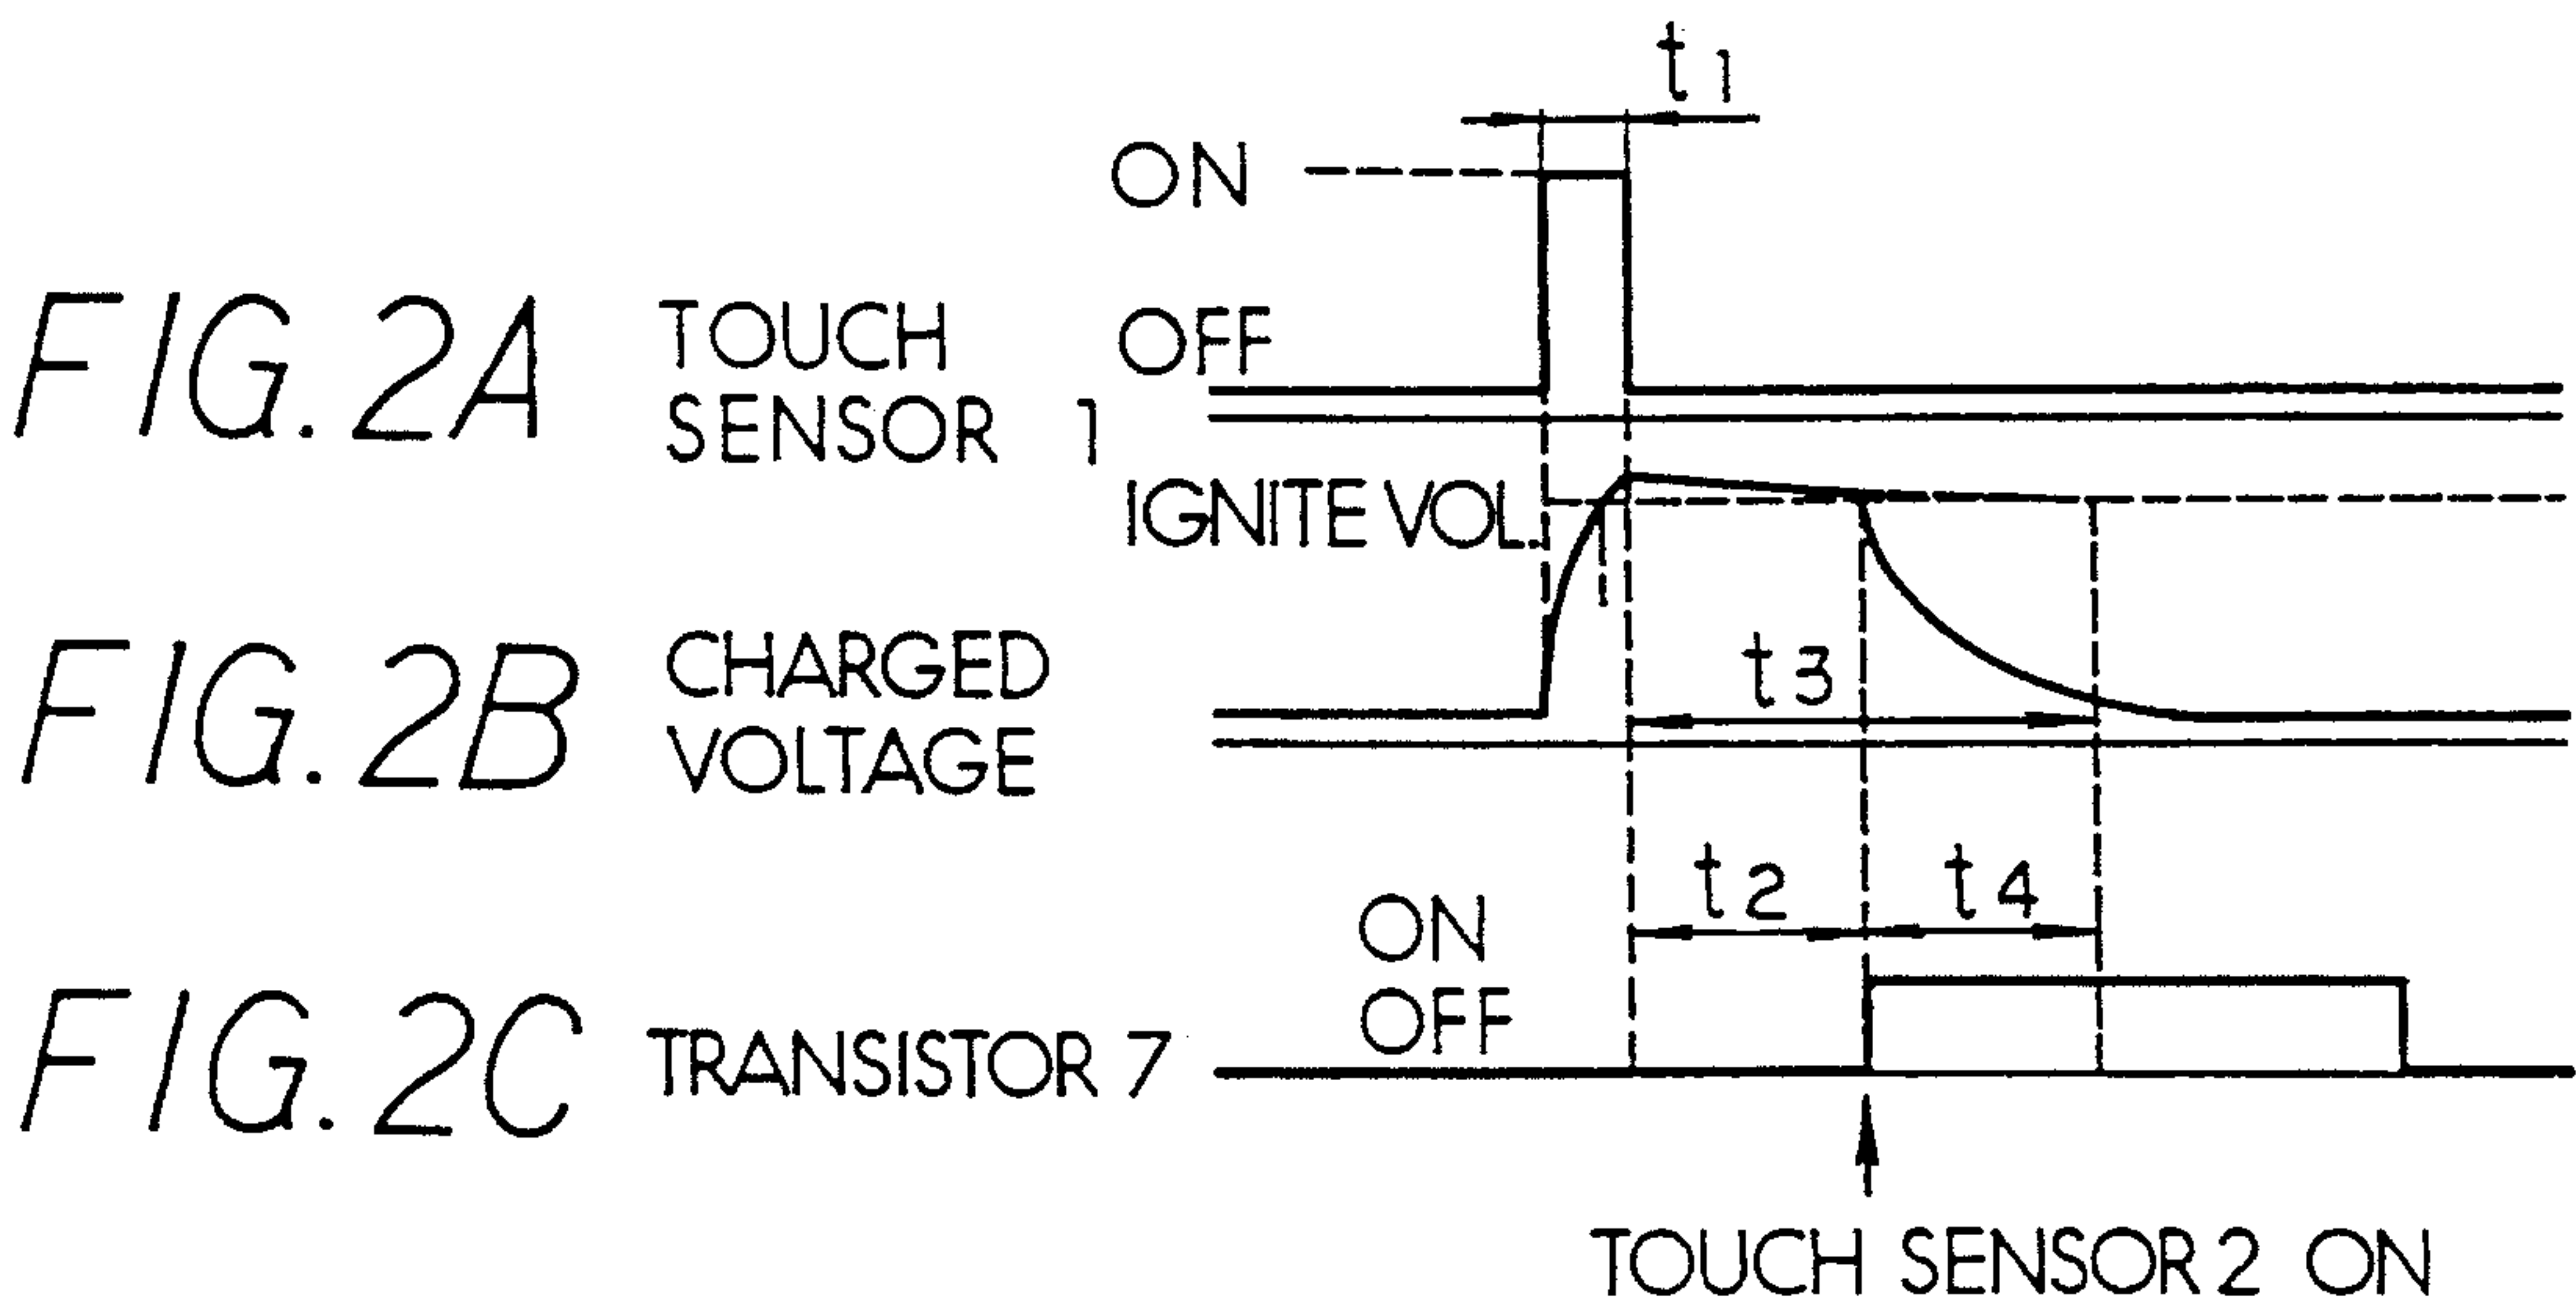 t1
ON
FIG. 2A
TOUCH
SENSOR 1
OFF
IGNITE VOL.
FIG. 2B
CHARGED
VOLTAGE
t3
t2
t4
ON
OFF
FIG. 2C
TRANSISTOR 7
TOUCH SENSOR 2 ON